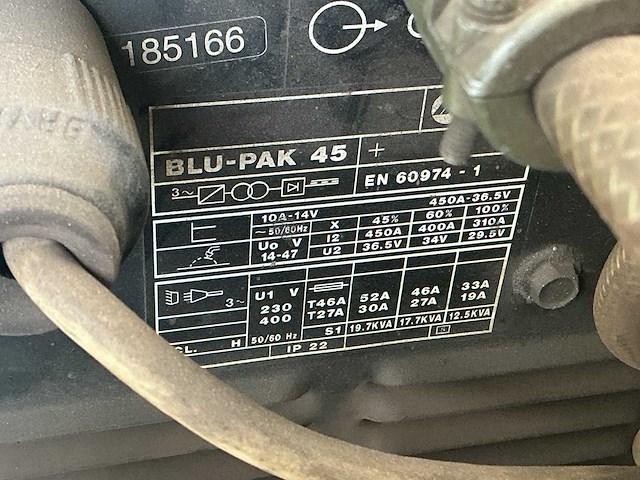 185166
BLU-PAK 45
+
3~
EN 60974 - 1
10A-14V 450A-36.5V
~50/60Hz X 45% 60% 100%
Uo V I2 450A 400A 310A
14-47 U2 36.5V 34V 29.5V
3~ U1 V
230 T46A 52A 46A 33A
400 T27A 30A 27A 19A
50/60 Hz S1 19.7KVA 17.7KVA 12.5KVA
CL. H IP 22 N